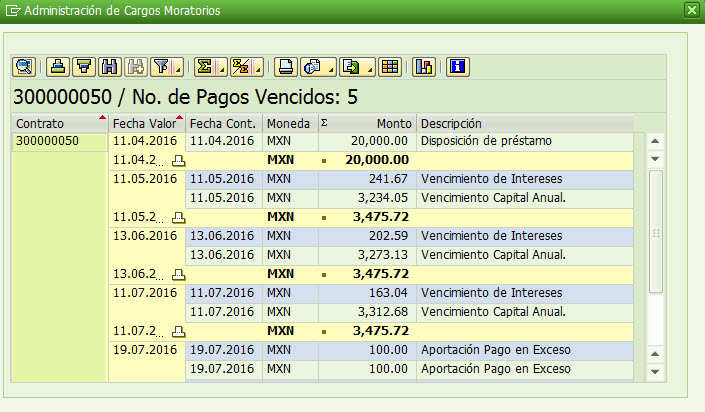 Administración de Cargos Moratorios
300000050 / No. de Pagos Vencidos: 5
Contrato Fecha Valor Fecha Cont. Moneda Σ Monto Descripción
300000050 11.04.2016 11.04.2016 MXN 20,000.00 Disposición de préstamo
11.04.2... MXN ▪ 20,000.00
11.05.2016 11.05.2016 MXN 241.67 Vencimiento de Intereses
11.05.2016 MXN 3,234.05 Vencimiento Capital Anual.
11.05.2... MXN ▪ 3,475.72
13.06.2016 13.06.2016 MXN 202.59 Vencimiento de Intereses
13.06.2016 MXN 3,273.13 Vencimiento Capital Anual.
13.06.2... MXN ▪ 3,475.72
11.07.2016 11.07.2016 MXN 163.04 Vencimiento de Intereses
11.07.2016 MXN 3,312.68 Vencimiento Capital Anual.
11.07.2... MXN ▪ 3,475.72
19.07.2016 19.07.2016 MXN 100.00 Aportación Pago en Exceso
19.07.2016 MXN 100.00 Aportación Pago en Exceso